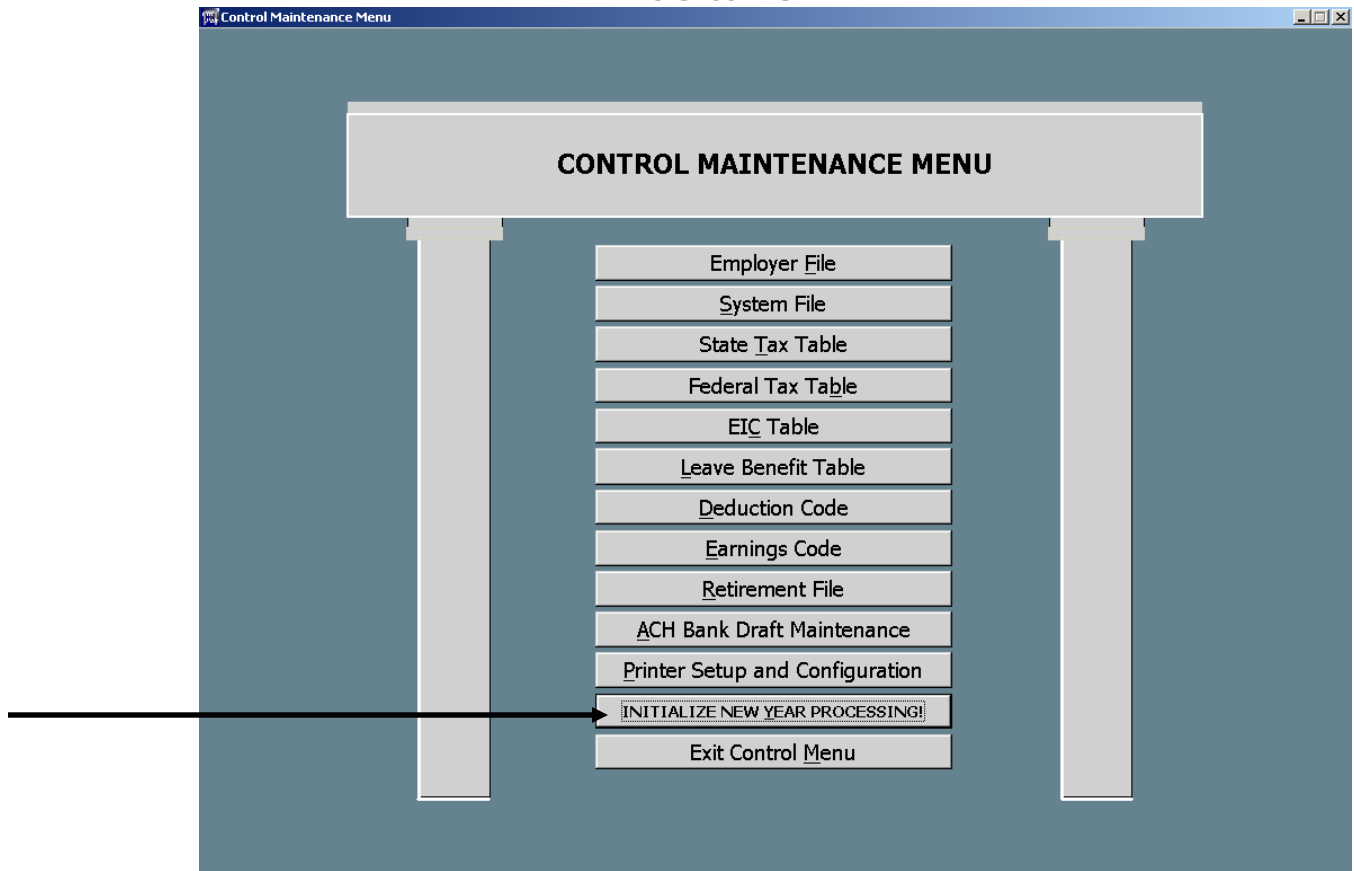 Control Maintenance Menu
CONTROL MAINTENANCE MENU
Employer File
System File
State Tax Table
Federal Tax Table
EIC Table
Leave Benefit Table
Deduction Code
Earnings Code
Retirement File
ACH Bank Draft Maintenance
Printer Setup and Configuration
INITIALIZE NEW YEAR PROCESSING!
Exit Control Menu